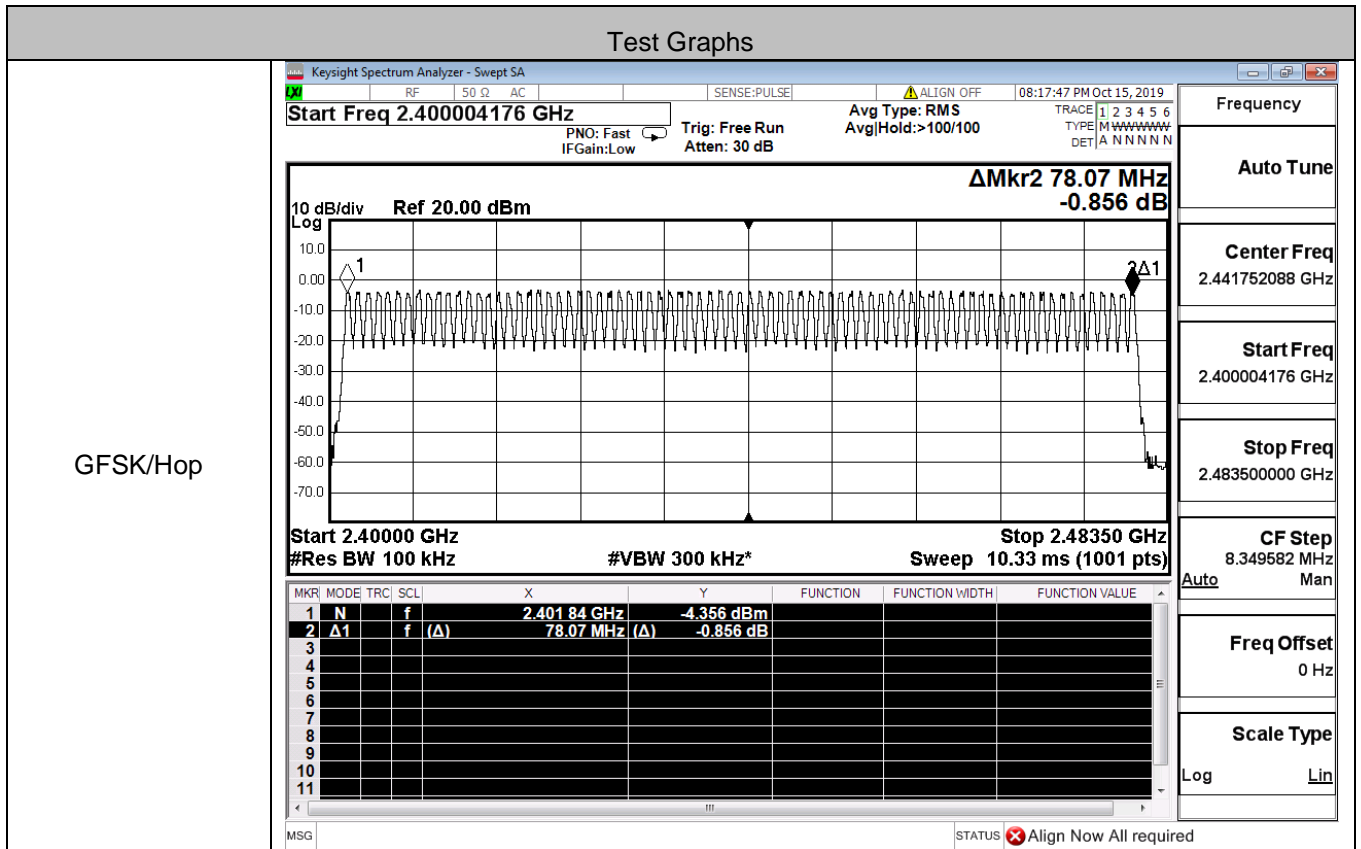 Test Graphs
GFSK/Hop
Keysight Spectrum Analyzer - Swept SA
LXI RF 50 Ω AC SENSE:PULSE ALIGN OFF 08:17:47 PM Oct 15, 2019
Start Freq 2.400004176 GHz
PNO: Fast
IFGain:Low
Trig: Free Run
Atten: 30 dB
Avg Type: RMS
Avg|Hold:>100/100
TRACE 1 2 3 4 5 6
TYPE M WWWWW
DET A N N N N N
ΔMkr2 78.07 MHz
-0.856 dB
10 dB/div Ref 20.00 dBm
Log
10.0
0.00
-10.0
-20.0
-30.0
-40.0
-50.0
-60.0
-70.0
1
2Δ1
Start 2.40000 GHz Stop 2.48350 GHz
#Res BW 100 kHz #VBW 300 kHz* Sweep 10.33 ms (1001 pts)
MKR MODE TRC SCL X Y FUNCTION FUNCTION WIDTH FUNCTION VALUE
1 N f 2.401 84 GHz -4.356 dBm
2 Δ1 f (Δ) 78.07 MHz (Δ) -0.856 dB
3
4
5
6
7
8
9
10
11
MSG STATUS Align Now All required
Frequency
Auto Tune
Center Freq
2.441752088 GHz
Start Freq
2.400004176 GHz
Stop Freq
2.483500000 GHz
CF Step
8.349582 MHz
Auto Man
Freq Offset
0 Hz
Scale Type
Log Lin